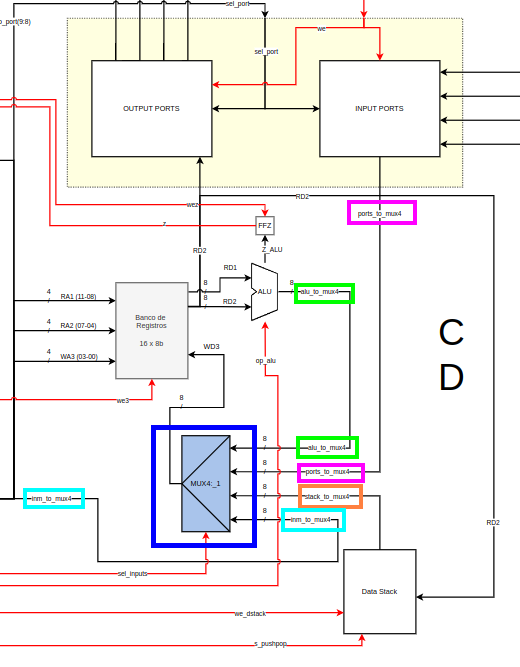 sel_port
o_port(9:8)
we
sel_port
OUTPUT PORTS
INPUT PORTS
RD2
wez
ports_to_mux4
z
FFZ
RD2
Z_ALU
RD1
8
8
RD2
ALU
8
alu_to_mux4
4
RA1 (11-08)
4
RA2 (07-04)
4
WA3 (03-00)
Banco de
Registros
16 x 8b
C
D
WD3
op_alu
8
we3
8
alu_to_mux4
8
ports_to_mux4
MUX4:_1
8
stack_to_mux4
8
inm_to_mux4
inm_to_mux4
RD2
sel_inputs
Data Stack
we_dstack
s_pushpop